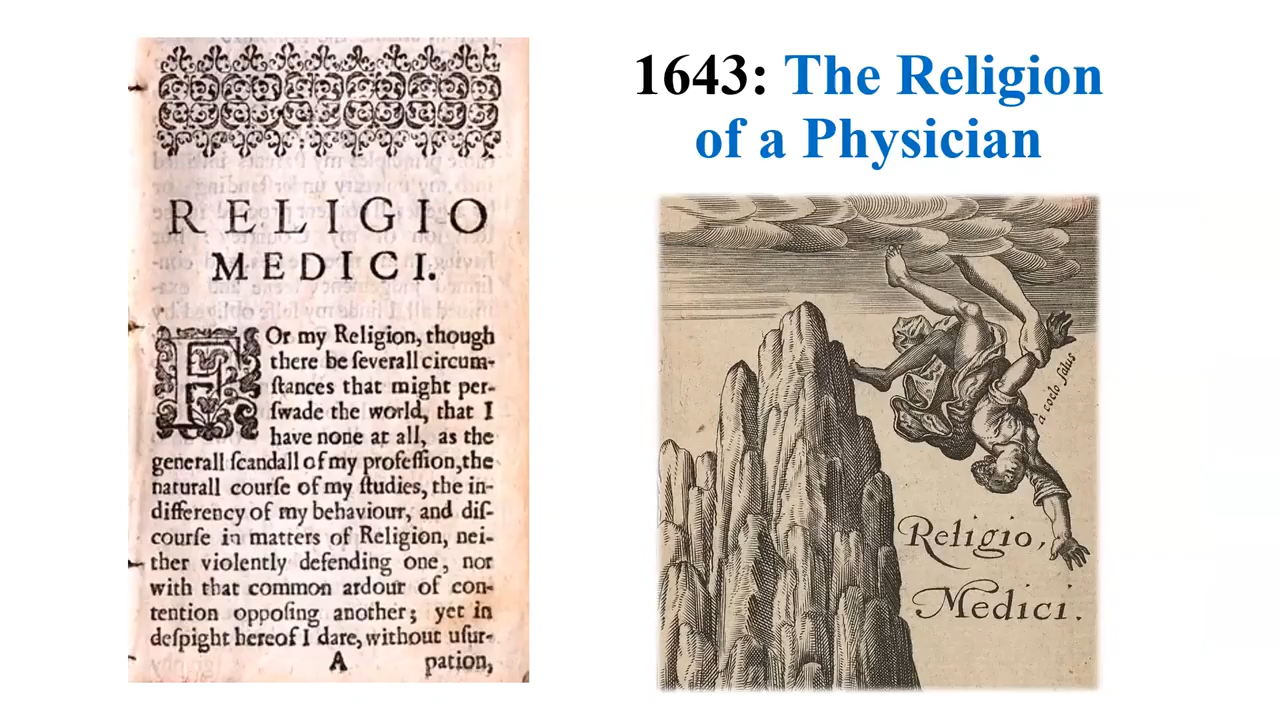 RELIGIO
MEDICI.
FOr my Religion, though
there be ſeverall circum-
ſtances that might per-
ſwade the world, that I
have none at all, as the
generall ſcandall of my profeſſion,the
naturall courſe of my ſtudies, the in-
differency of my behaviour, and diſ-
courſe in matters of Religion, nei-
ther violently defending one, nor
with that common ardour of con-
tention oppoſing another; yet in
deſpight hereof I dare, without uſur-
A pation,
1643: The Religion
of a Physician
à coelo ſalus
Religio,
Medici.